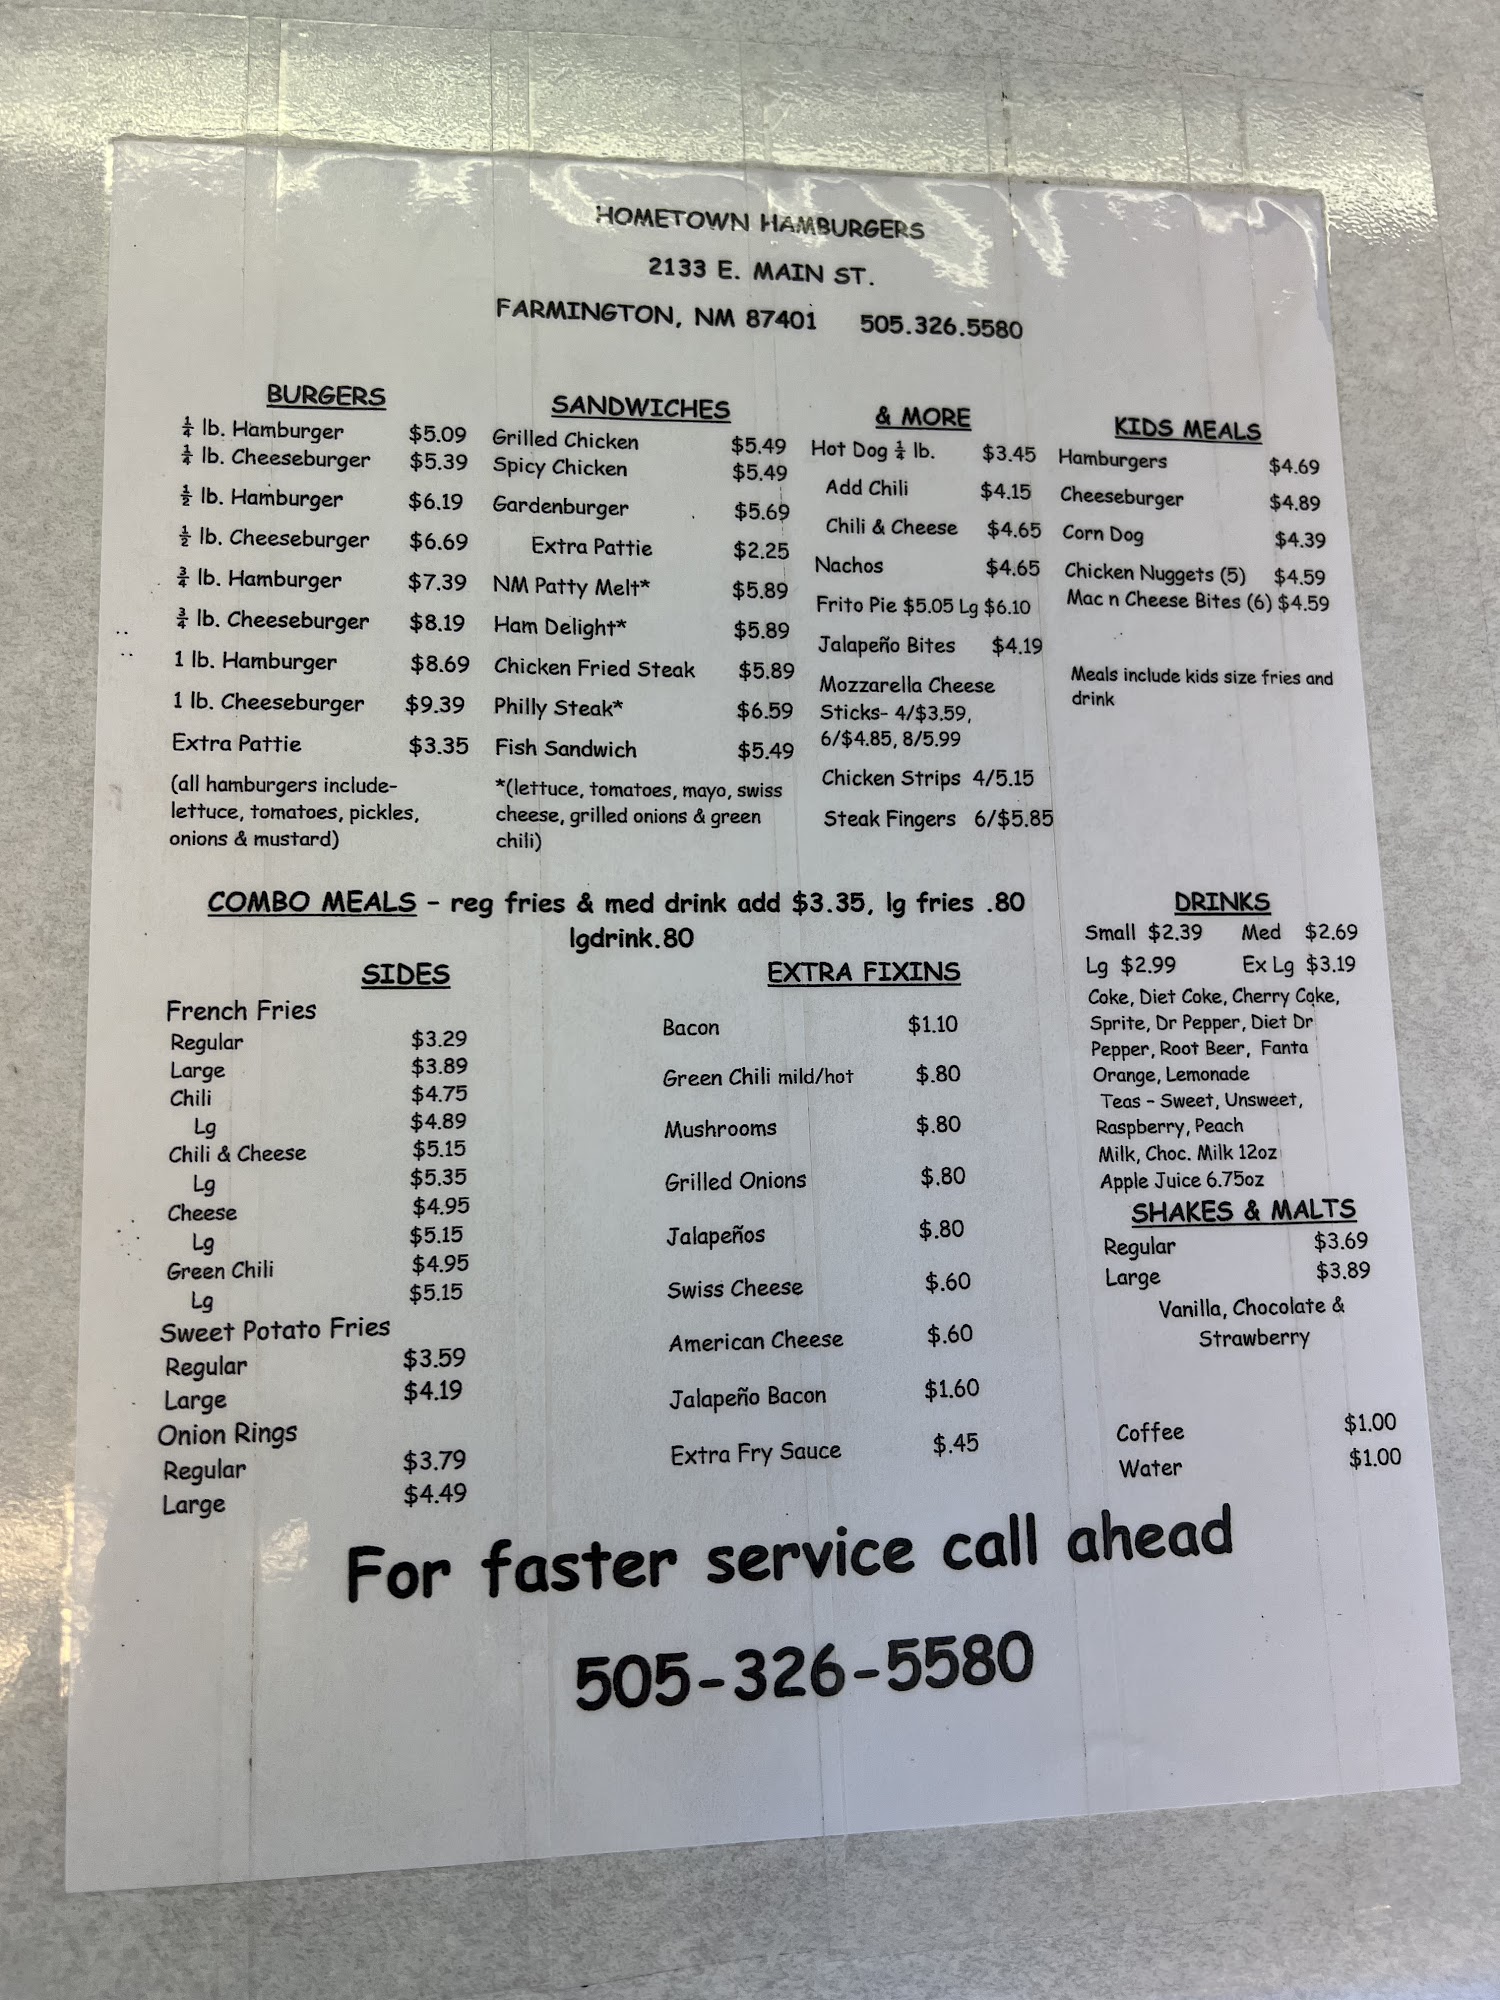 HOMETOWN HAMBURGERS
2133 E. MAIN ST.
FARMINGTON, NM 87401 505.326.5580
BURGERS
¼ lb. Hamburger $5.09
¼ lb. Cheeseburger $5.39
½ lb. Hamburger $6.19
½ lb. Cheeseburger $6.69
¾ lb. Hamburger $7.39
¾ lb. Cheeseburger $8.19
1 lb. Hamburger $8.69
1 lb. Cheeseburger $9.39
Extra Pattie $3.35
(all hamburgers include-
lettuce, tomatoes, pickles,
onions & mustard)
SANDWICHES
Grilled Chicken $5.49
Spicy Chicken $5.49
Gardenburger $5.69
Extra Pattie $2.25
NM Patty Melt* $5.89
Ham Delight* $5.89
Chicken Fried Steak $5.89
Philly Steak* $6.59
Fish Sandwich $5.49
*(lettuce, tomatoes, mayo, swiss
cheese, grilled onions & green
chili)
& MORE
Hot Dog ¼ lb. $3.45
Add Chili $4.15
Chili & Cheese $4.65
Nachos $4.65
Frito Pie $5.05 Lg $6.10
Jalapeño Bites $4.19
Mozzarella Cheese
Sticks- 4/$3.59,
6/$4.85, 8/5.99
Chicken Strips 4/5.15
Steak Fingers 6/$5.85
KIDS MEALS
Hamburgers $4.69
Cheeseburger $4.89
Corn Dog $4.39
Chicken Nuggets (5) $4.59
Mac n Cheese Bites (6) $4.59
Meals include kids size fries and
drink
COMBO MEALS - reg fries & med drink add $3.35, lg fries .80
lgdrink.80
SIDES
French Fries
Regular $3.29
Large $3.89
Chili $4.75
Lg $4.89
Chili & Cheese $5.15
Lg $5.35
Cheese $4.95
Lg $5.15
Green Chili $4.95
Lg $5.15
Sweet Potato Fries
Regular $3.59
Large $4.19
Onion Rings
Regular $3.79
Large $4.49
EXTRA FIXINS
Bacon $1.10
Green Chili mild/hot $.80
Mushrooms $.80
Grilled Onions $.80
Jalapeños $.80
Swiss Cheese $.60
American Cheese $.60
Jalapeño Bacon $1.60
Extra Fry Sauce $.45
DRINKS
Small $2.39 Med $2.69
Lg $2.99 Ex Lg $3.19
Coke, Diet Coke, Cherry Coke,
Sprite, Dr Pepper, Diet Dr
Pepper, Root Beer, Fanta
Orange, Lemonade
Teas - Sweet, Unsweet,
Raspberry, Peach
Milk, Choc. Milk 12oz
Apple Juice 6.75oz
SHAKES & MALTS
Regular $3.69
Large $3.89
Vanilla, Chocolate &
Strawberry
Coffee $1.00
Water $1.00
For faster service call ahead
505-326-5580